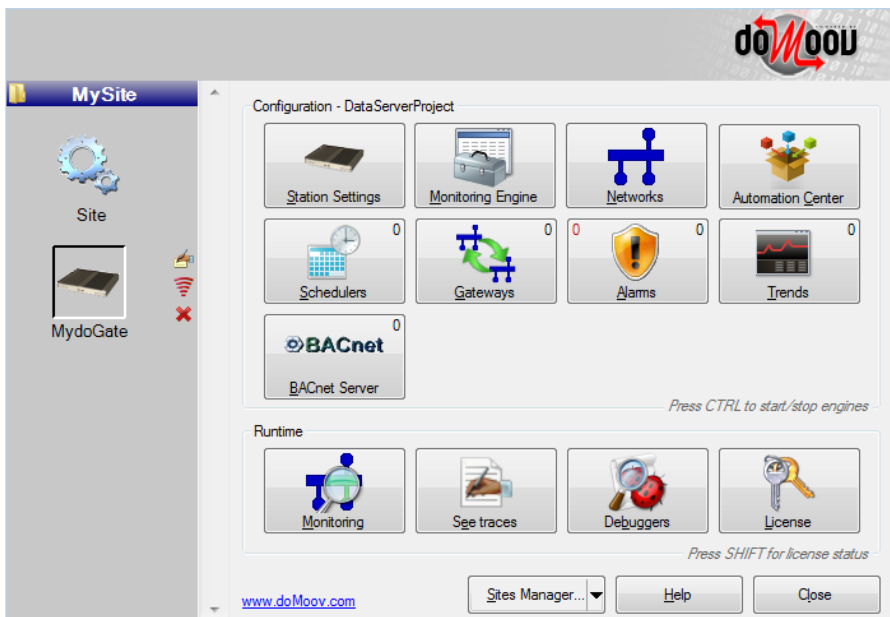 doMoov
MySite
Site
MydoGate
Configuration - DataServerProject
Station Settings
Monitoring Engine
Networks
Automation Center
0
Schedulers
0
Gateways
0 0
Alarms
0
Trends
0
BACnet
BACnet Server
Press CTRL to start/stop engines
Runtime
Monitoring
See traces
Debuggers
License
Press SHIFT for license status
www.doMoov.com
Sites Manager...
Help
Close